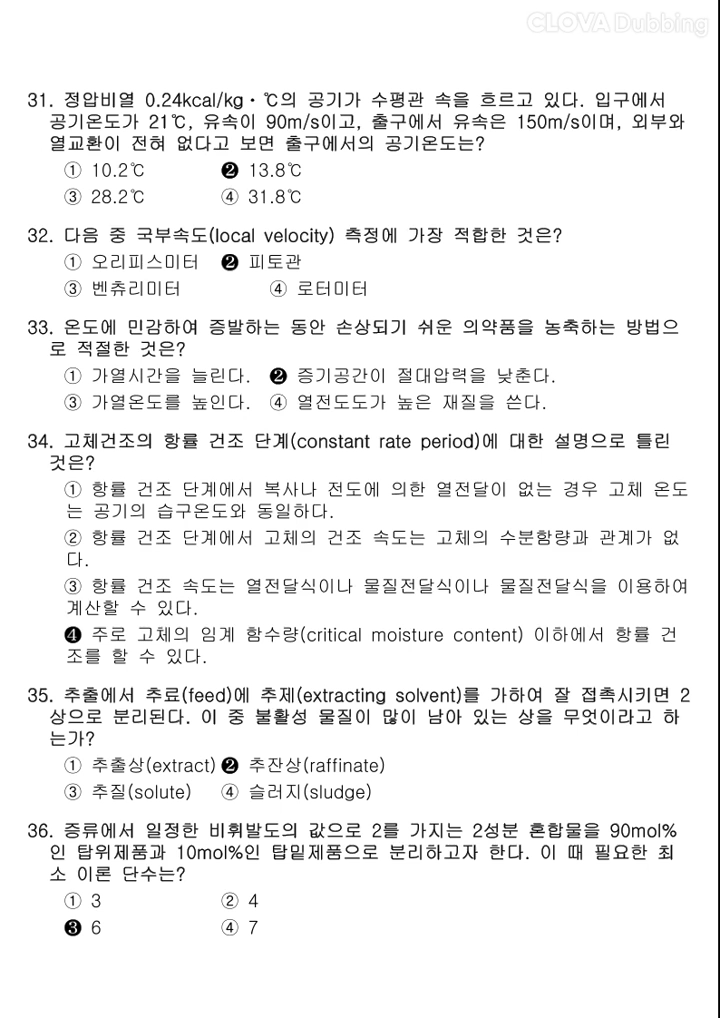 CLOVA Dubbing
31. 정압비열 0.24kcal/kg·℃의 공기가 수평관 속을 흐르고 있다. 입구에서
공기온도가 21℃, 유속이 90m/s이고, 출구에서 유속은 150m/s이며, 외부와
열교환이 전혀 없다고 보면 출구에서의 공기온도는?
① 10.2℃ ❷ 13.8℃
③ 28.2℃ ④ 31.8℃
32. 다음 중 국부속도(local velocity) 측정에 가장 적합한 것은?
① 오리피스미터 ❷ 피토관
③ 벤츄리미터 ④ 로터미터
33. 온도에 민감하여 증발하는 동안 손상되기 쉬운 의약품을 농축하는 방법으
로 적절한 것은?
① 가열시간을 늘린다. ❷ 증기공간이 절대압력을 낮춘다.
③ 가열온도를 높인다. ④ 열전도도가 높은 재질을 쓴다.
34. 고체건조의 항률 건조 단계(constant rate period)에 대한 설명으로 틀린
것은?
① 항률 건조 단계에서 복사나 전도에 의한 열전달이 없는 경우 고체 온도
는 공기의 습구온도와 동일하다.
② 항률 건조 단계에서 고체의 건조 속도는 고체의 수분함량과 관계가 없
다.
③ 항률 건조 속도는 열전달식이나 물질전달식이나 물질전달식을 이용하여
계산할 수 있다.
❹ 주로 고체의 임계 함수량(critical moisture content) 이하에서 항률 건
조를 할 수 있다.
35. 추출에서 추료(feed)에 추제(extracting solvent)를 가하여 잘 접촉시키면 2
상으로 분리된다. 이 중 불활성 물질이 많이 남아 있는 상을 무엇이라고 하
는가?
① 추출상(extract) ❷ 추잔상(raffinate)
③ 추질(solute) ④ 슬러지(sludge)
36. 증류에서 일정한 비휘발도의 값으로 2를 가지는 2성분 혼합물을 90mol%
인 탑위제품과 10mol%인 탑밑제품으로 분리하고자 한다. 이 때 필요한 최
소 이론 단수는?
① 3 ② 4
❸ 6 ④ 7